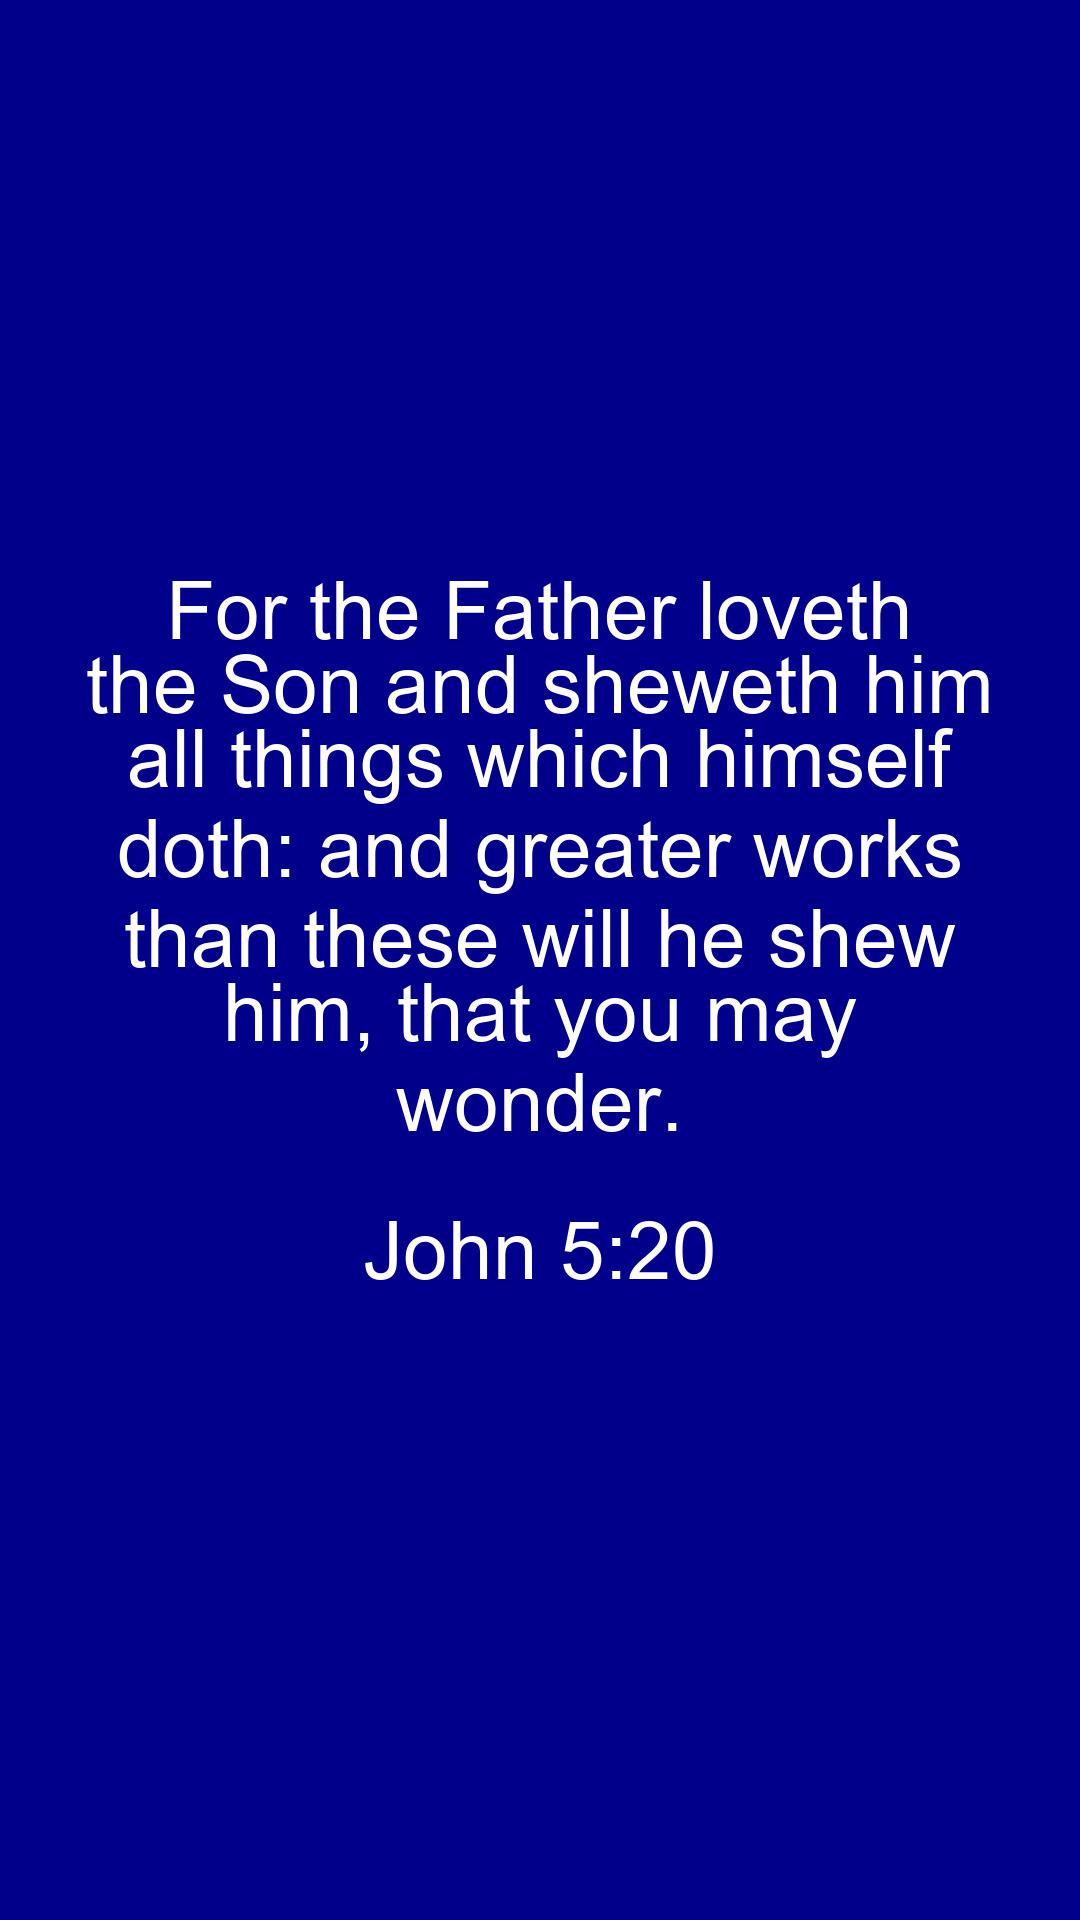 For the Father loveth
the Son and sheweth him
all things which himself
doth: and greater works
than these will he shew
him, that you may
wonder.
John 5:20